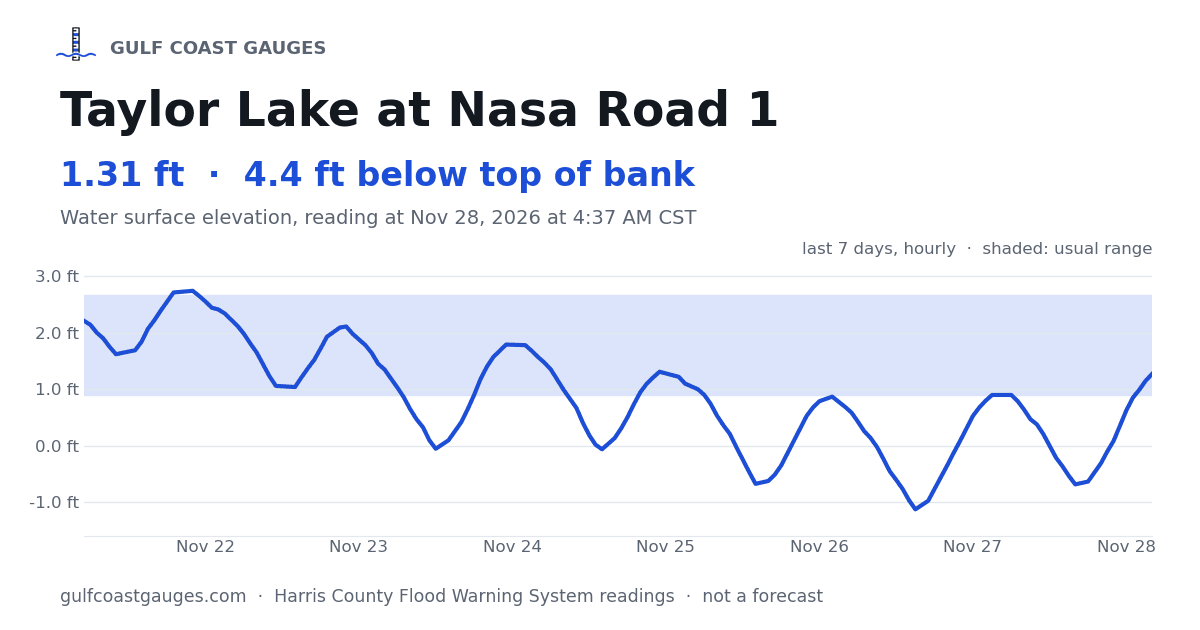 GULF COAST GAUGES
Taylor Lake at Nasa Road 1
1.31 ft · 4.4 ft below top of bank
Water surface elevation, reading at Nov 28, 2026 at 4:37 AM CST
last 7 days, hourly · shaded: usual range
3.0 ft
2.0 ft
1.0 ft
0.0 ft
-1.0 ft
Nov 22 Nov 23 Nov 24 Nov 25 Nov 26 Nov 27 Nov 28
gulfcoastgauges.com · Harris County Flood Warning System readings · not a forecast